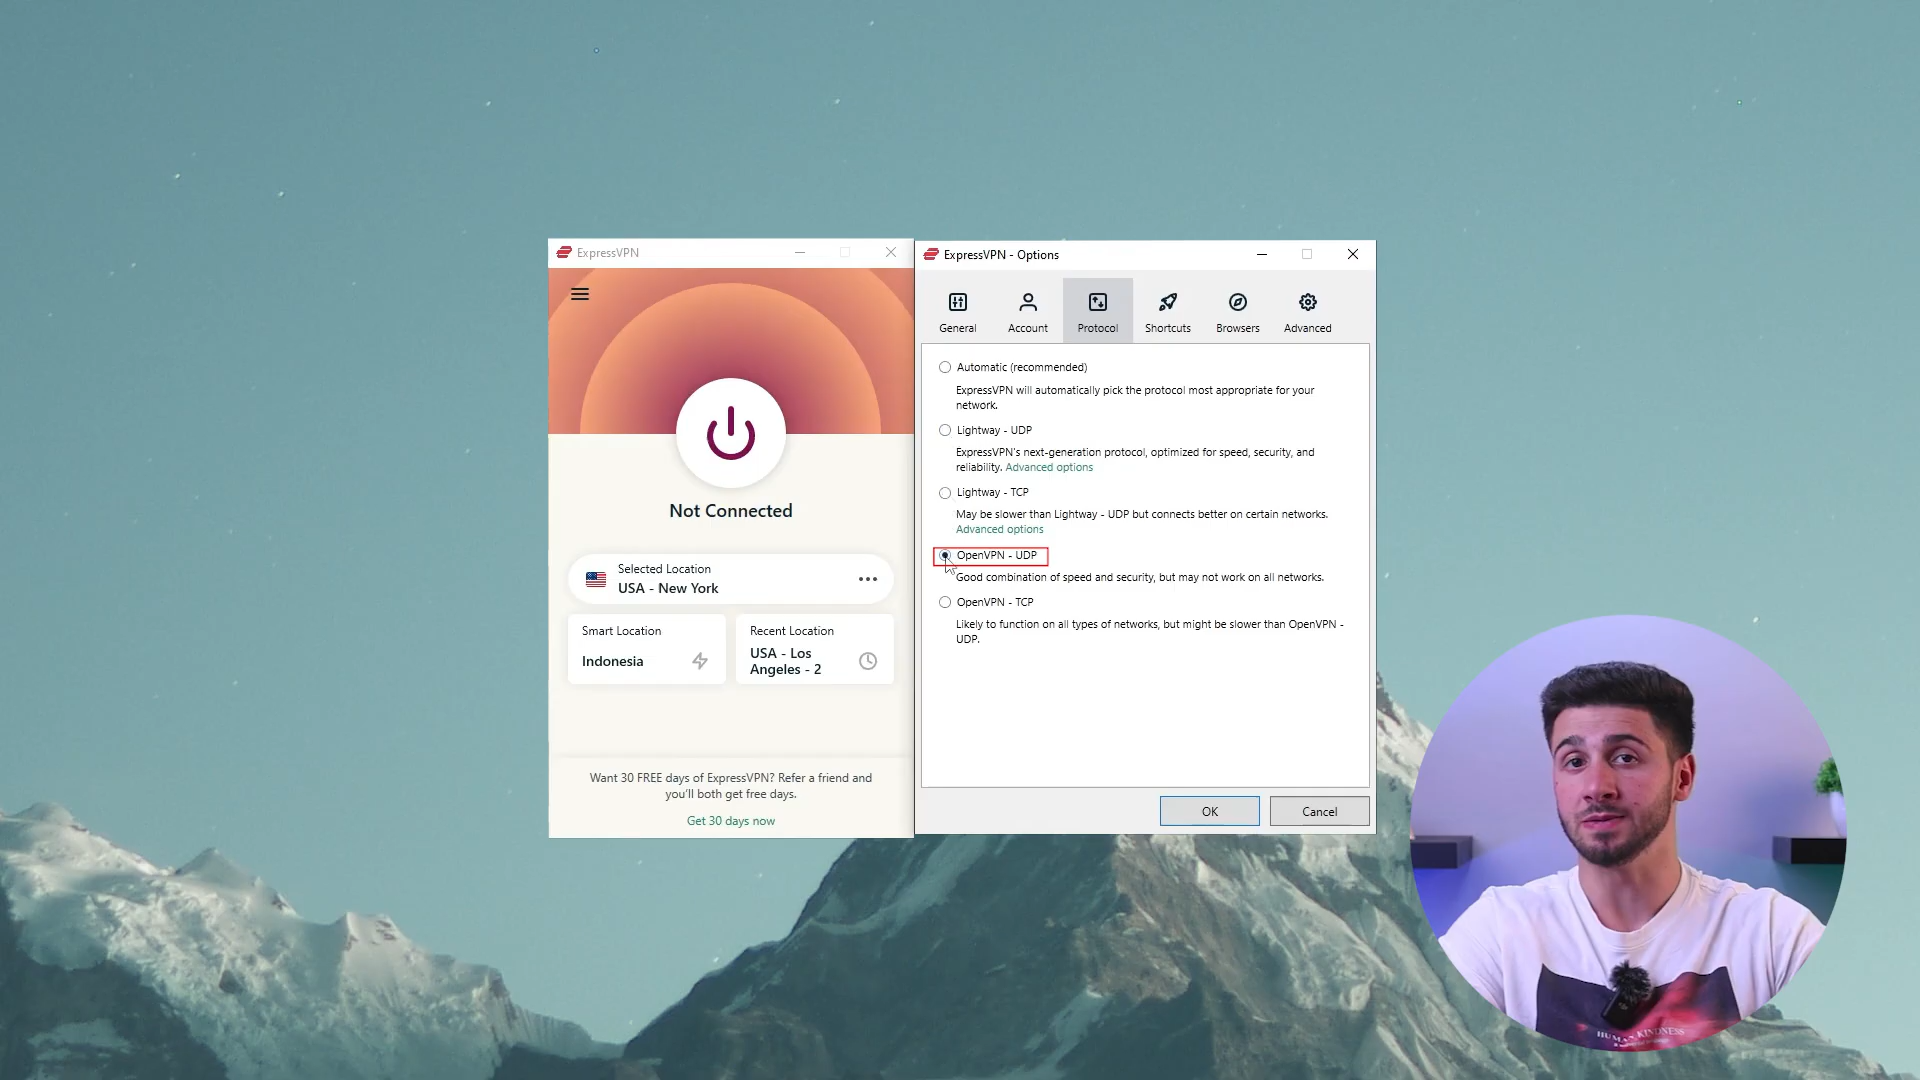 ExpressVPN
Not Connected
Selected Location
USA - New York
Smart Location
Indonesia
Recent Location
USA - Los
Angeles - 2
Want 30 FREE days of ExpressVPN? Refer a friend and
you'll both get free days.
Get 30 days now
ExpressVPN - Options
General Account Protocol Shortcuts Browsers Advanced
Automatic (recommended)
ExpressVPN will automatically pick the protocol most appropriate for your
network.
Lightway - UDP
ExpressVPN's next-generation protocol, optimized for speed, security, and
reliability. Advanced options
Lightway - TCP
May be slower than Lightway - UDP but connects better on certain networks.
Advanced options
OpenVPN - UDP
Good combination of speed and security, but may not work on all networks.
OpenVPN - TCP
Likely to function on all types of networks, but might be slower than OpenVPN -
UDP.
OK Cancel
HUMAN KINDNESS